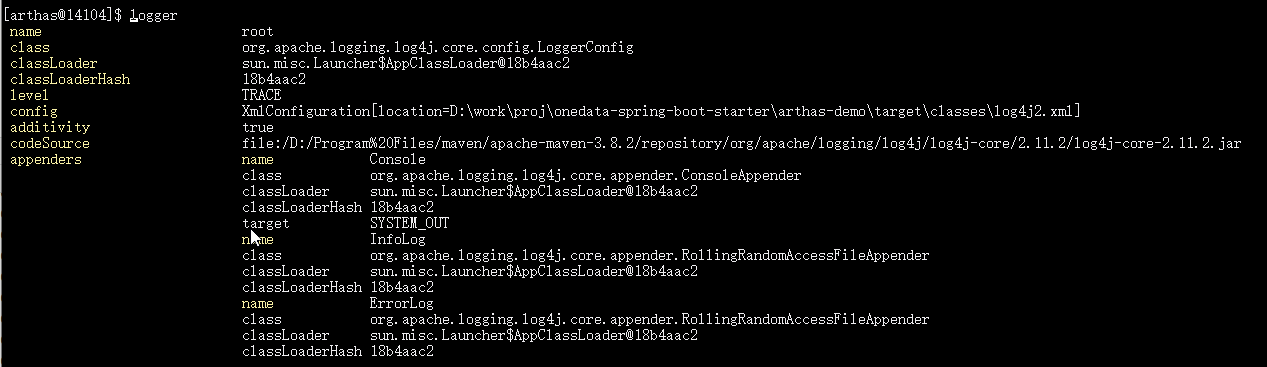 [arthas@14104]$ logger
name root
class org.apache.logging.log4j.core.config.LoggerConfig
classLoader sun.misc.Launcher$AppClassLoader@18b4aac2
classLoaderHash 18b4aac2
level TRACE
config XmlConfiguration[location=D:\work\proj\onedata-spring-boot-starter\arthas-demo\target\classes\log4j2.xml]
additivity true
codeSource file:/D:/Program%20Files/maven/apache-maven-3.8.2/repository/org/apache/logging/log4j/log4j-core/2.11.2/log4j-core-2.11.2.jar
appenders name Console
class org.apache.logging.log4j.core.appender.ConsoleAppender
classLoader sun.misc.Launcher$AppClassLoader@18b4aac2
classLoaderHash 18b4aac2
target SYSTEM_OUT
name InfoLog
class org.apache.logging.log4j.core.appender.RollingRandomAccessFileAppender
classLoader sun.misc.Launcher$AppClassLoader@18b4aac2
classLoaderHash 18b4aac2
name ErrorLog
class org.apache.logging.log4j.core.appender.RollingRandomAccessFileAppender
classLoader sun.misc.Launcher$AppClassLoader@18b4aac2
classLoaderHash 18b4aac2